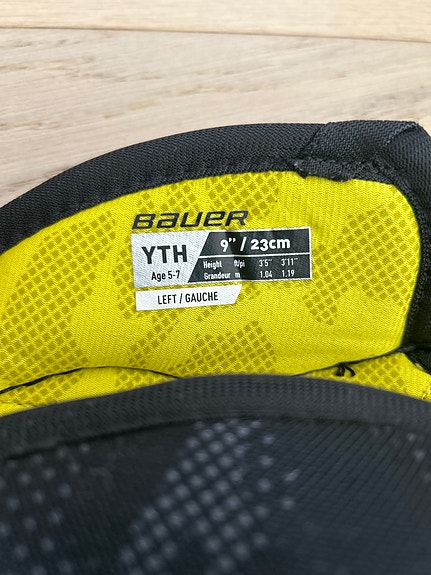 BAUER
YTH 9" / 23cm
Age 5-7
Height ft/pi 3'5" 3'11"
Grandeur m 1.04 1.19
LEFT / GAUCHE